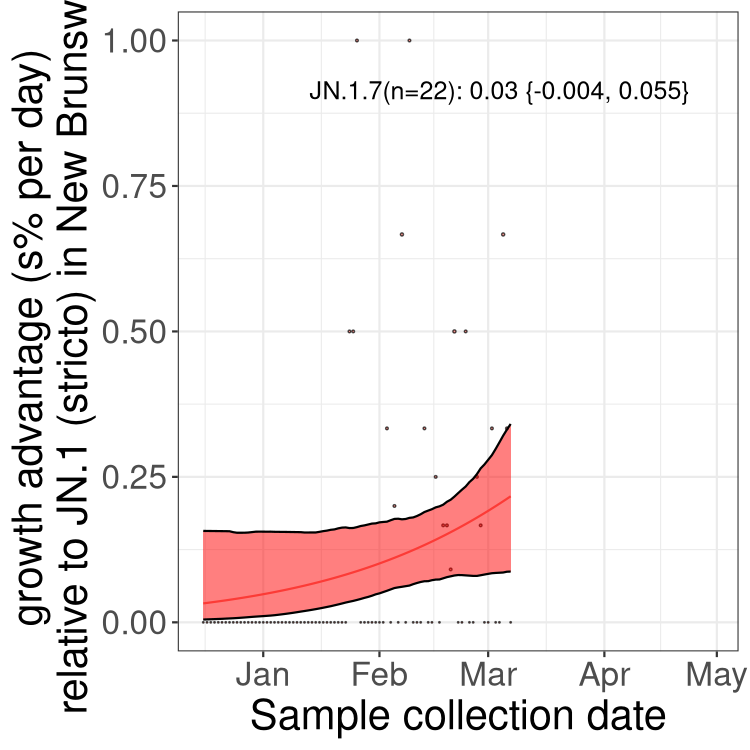 growth advantage (s% per day)
relative to JN.1 (stricto) in New Brunsw
1.00
0.75
0.50
0.25
0.00
JN.1.7(n=22): 0.03 {-0.004, 0.055}
Jan Feb Mar Apr May
Sample collection date